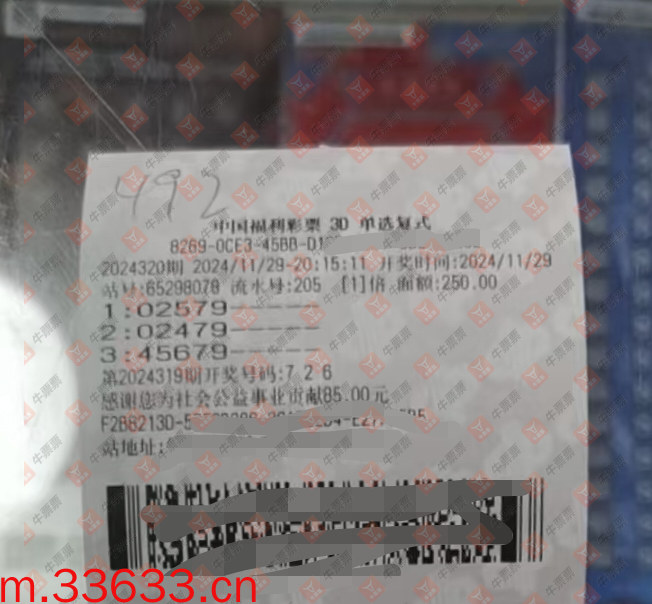 492
中国福利彩票 3D 单选复式
8269-0CE3-45BB-D1
2024320期 2024/11/29-20:15:11 开奖时间:2024/11/29
站号:65298078 流水号:205 [1]倍 面额:250.00
1:02579------
2:02479------
3:45679------
第2024319期开奖号码:7 2 6
感谢您为社会公益事业贡献85.00元
F2B82130-
站地址:
m.33633.cn
牛票票